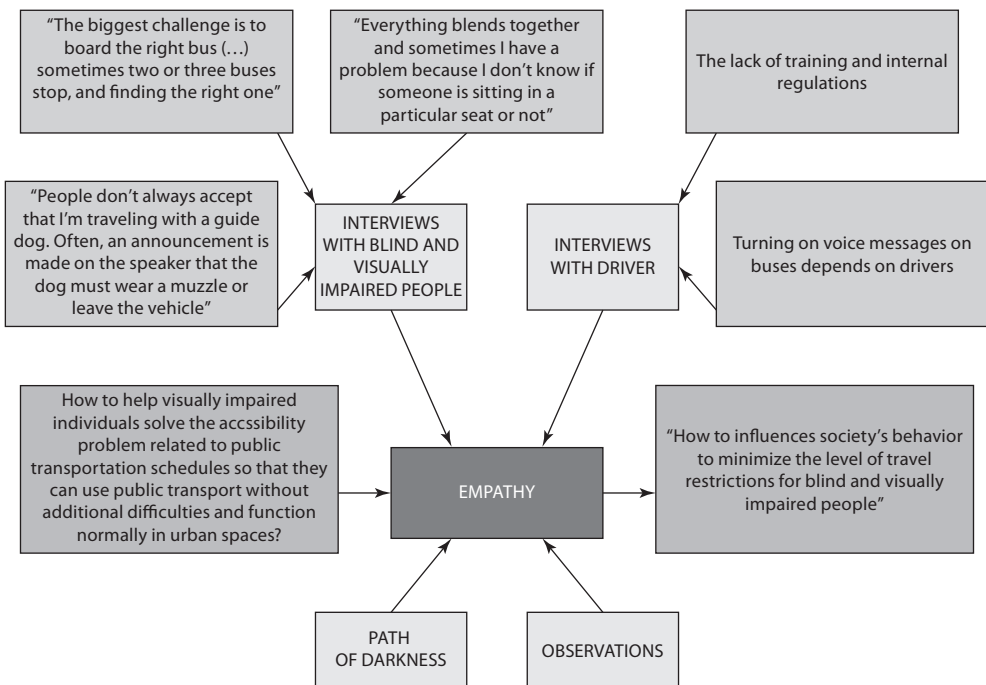 “The biggest challenge is to
board the right bus (...)
sometimes two or three buses
stop, and finding the right one”
“Everything blends together
and sometimes I have a
problem because I don’t know if
someone is sitting in a
particular seat or not”
The lack of training and internal
regulations
“People don’t always accept
that I’m traveling with a guide
dog. Often, an announcement is
made on the speaker that the
dog must wear a muzzle or
leave the vehicle”
INTERVIEWS
WITH BLIND AND
VISUALLY
IMPAIRED PEOPLE
INTERVIEWS
WITH DRIVER
Turning on voice messages on
buses depends on drivers
How to help visually impaired
individuals solve the accssibility
problem related to public
transportation schedules so that they
can use public transport without
additional difficulties and function
normally in urban spaces?
EMPATHY
“How to influences society’s behavior
to minimize the level of travel
restrictions for blind and visually
impaired people”
PATH
OF DARKNESS
OBSERVATIONS